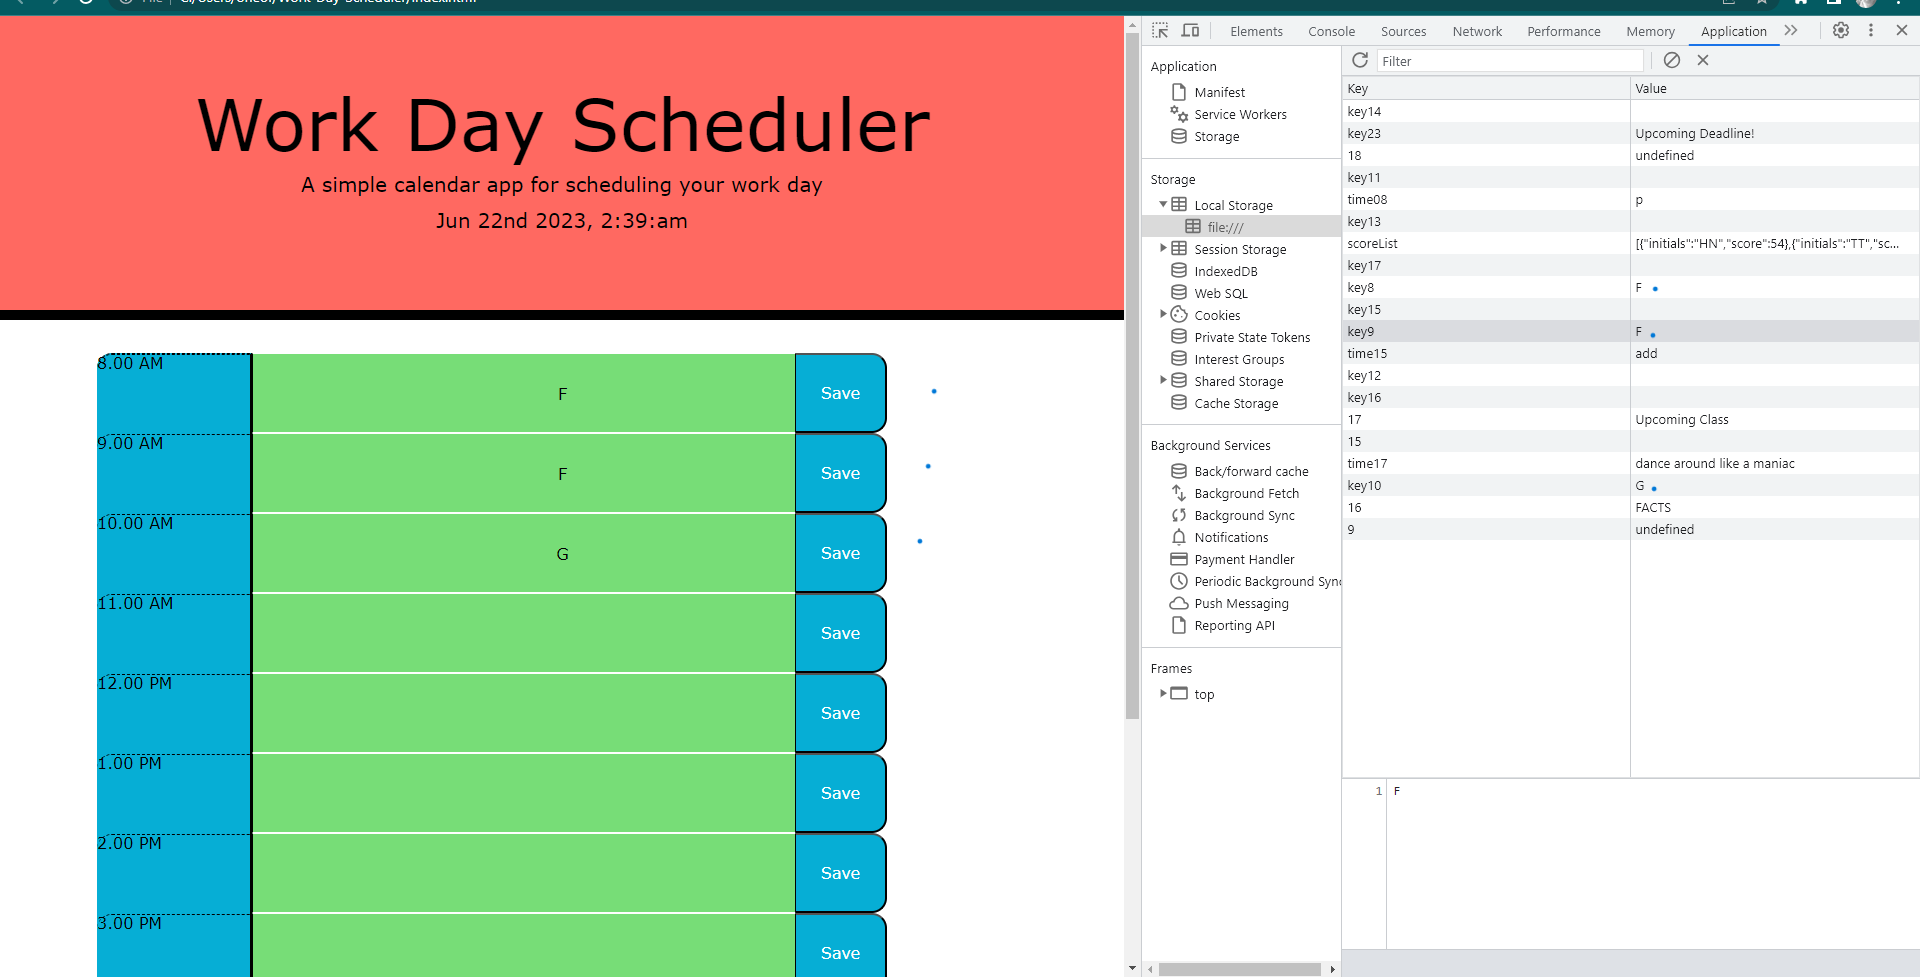 File
Work Day Scheduler
A simple calendar app for scheduling your work day
Jun 22nd 2023, 2:39:am
8.00 AM F Save
9.00 AM F Save
10.00 AM G Save
11.00 AM Save
12.00 PM Save
1.00 PM Save
2.00 PM Save
3.00 PM Save
Elements Console Sources Network Performance Memory Application
Filter
Application
Manifest
Service Workers
Storage
Storage
Local Storage
file:///
Session Storage
IndexedDB
Web SQL
Cookies
Private State Tokens
Interest Groups
Shared Storage
Cache Storage
Background Services
Back/forward cache
Background Fetch
Background Sync
Notifications
Payment Handler
Periodic Background Sync
Push Messaging
Reporting API
Frames
top
Key Value
key14
key23 Upcoming Deadline!
18 undefined
key11
time08 p
key13
scoreList [{"initials":"HN","score":54},{"initials":"TT","sc...
key17
key8 F
key15
key9 F
time15 add
key12
key16
17 Upcoming Class
15
time17 dance around like a maniac
key10 G
16 FACTS
9 undefined
1 F